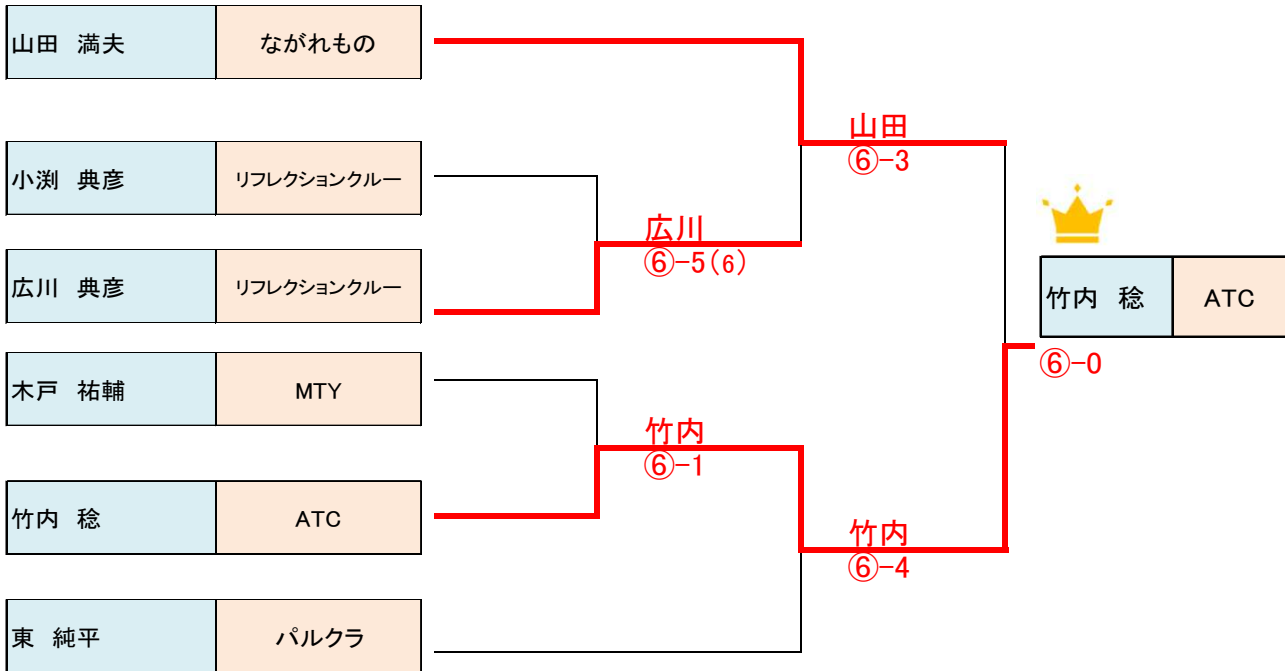 山田 満夫 ながれもの
小渕 典彦 リフレクションクルー
広川 典彦 リフレクションクルー
木戸 祐輔 MTY
竹内 稔 ATC
東 純平 パルクラ
広川
⑥-5(6)
竹内
⑥-1
山田
⑥-3
竹内
⑥-4
竹内 稔 ATC
⑥-0